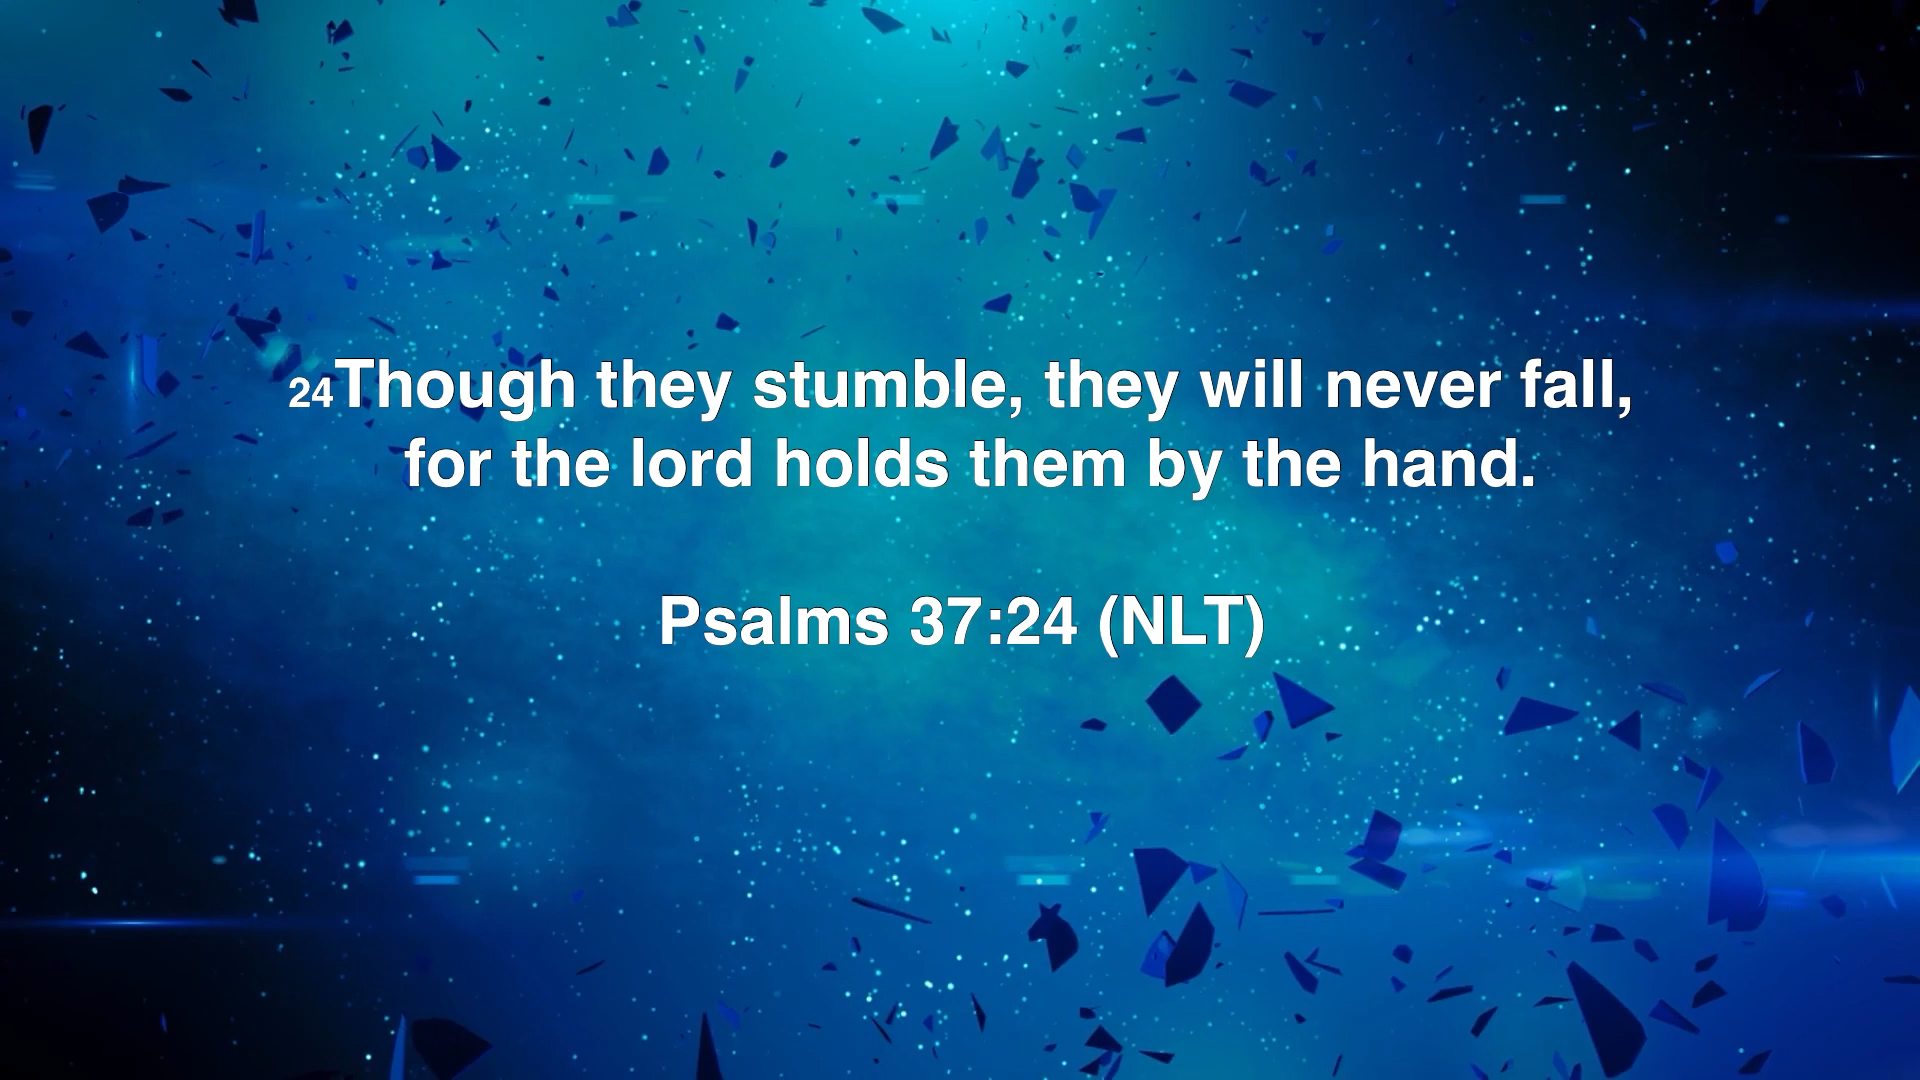 24Though they stumble, they will never fall,
for the lord holds them by the hand.
Psalms 37:24 (NLT)